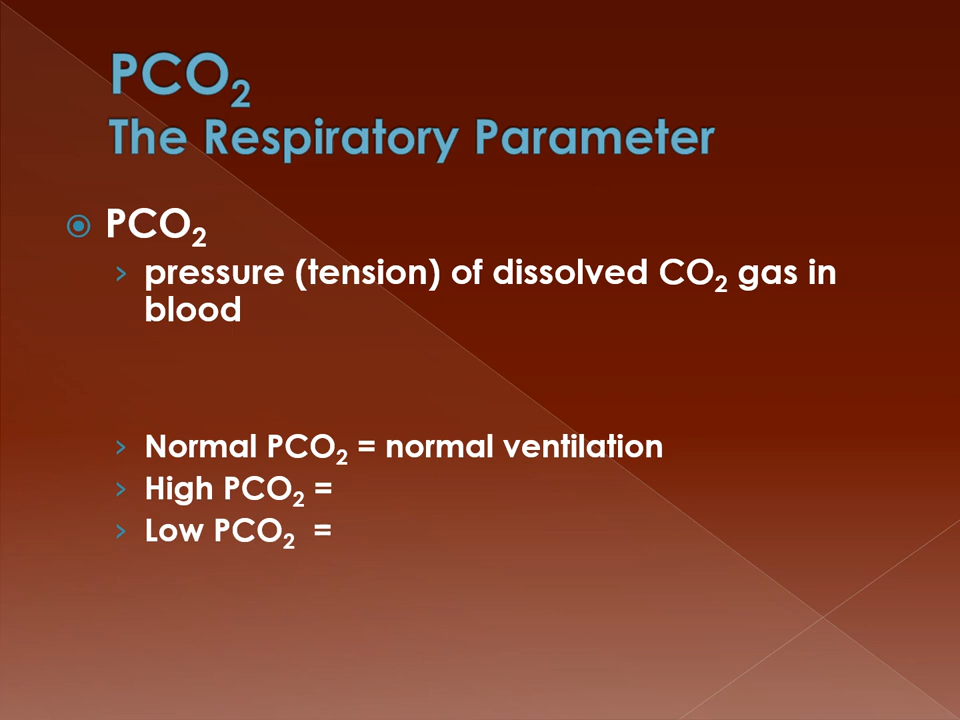 PCO₂
The Respiratory Parameter
PCO₂
pressure (tension) of dissolved CO₂ gas in
blood
Normal PCO₂ = normal ventilation
High PCO₂ =
Low PCO₂ =